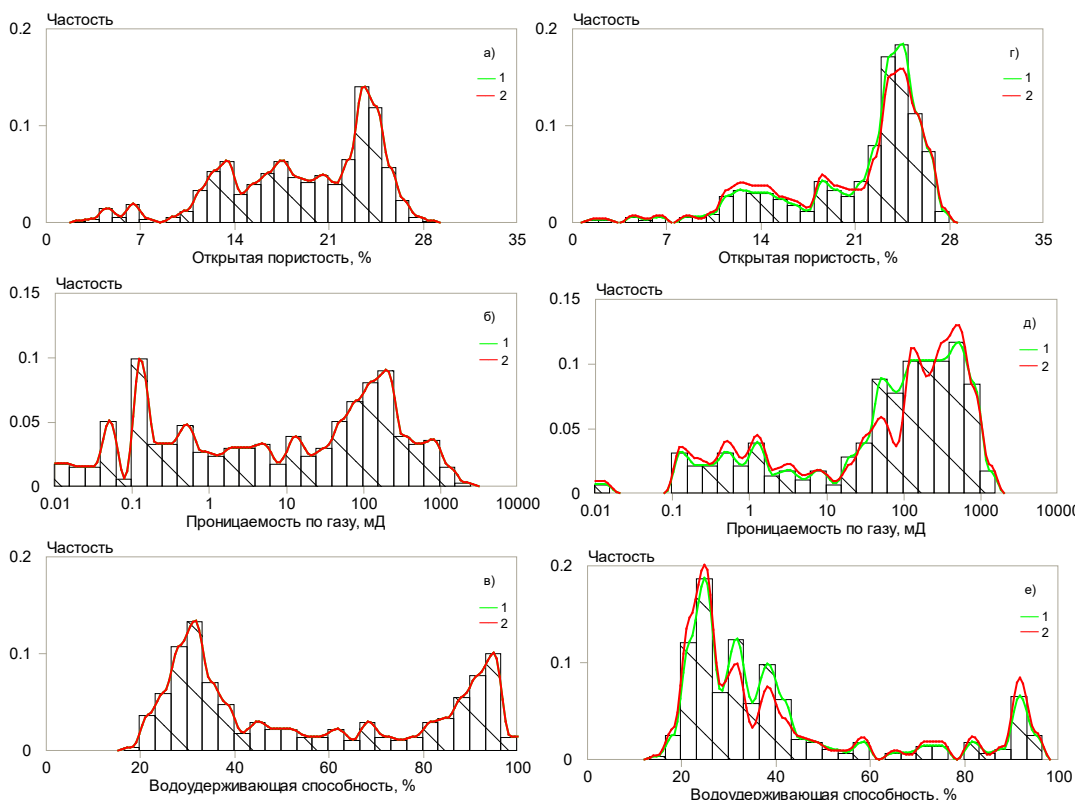 Частость
0.2
0.1
0
0 7 14 21 28 35
Открытая пористость, %
а)
1
2
Частость
0.2
0.1
0
0 7 14 21 28 35
Открытая пористость, %
г)
1
2
Частость
0.15
0.1
0.05
0
0.01 0.1 1 10 100 1000 10000
Проницаемость по газу, мД
б)
1
2
Частость
0.15
0.1
0.05
0
0.01 0.1 1 10 100 1000 10000
Проницаемость по газу, мД
д)
1
2
Частость
0.2
0.1
0
0 20 40 60 80 100
Водоудерживающая способность, %
в)
1
2
Частость
0.2
0.1
0
0 20 40 60 80 100
Водоудерживающая способность, %
е)
1
2